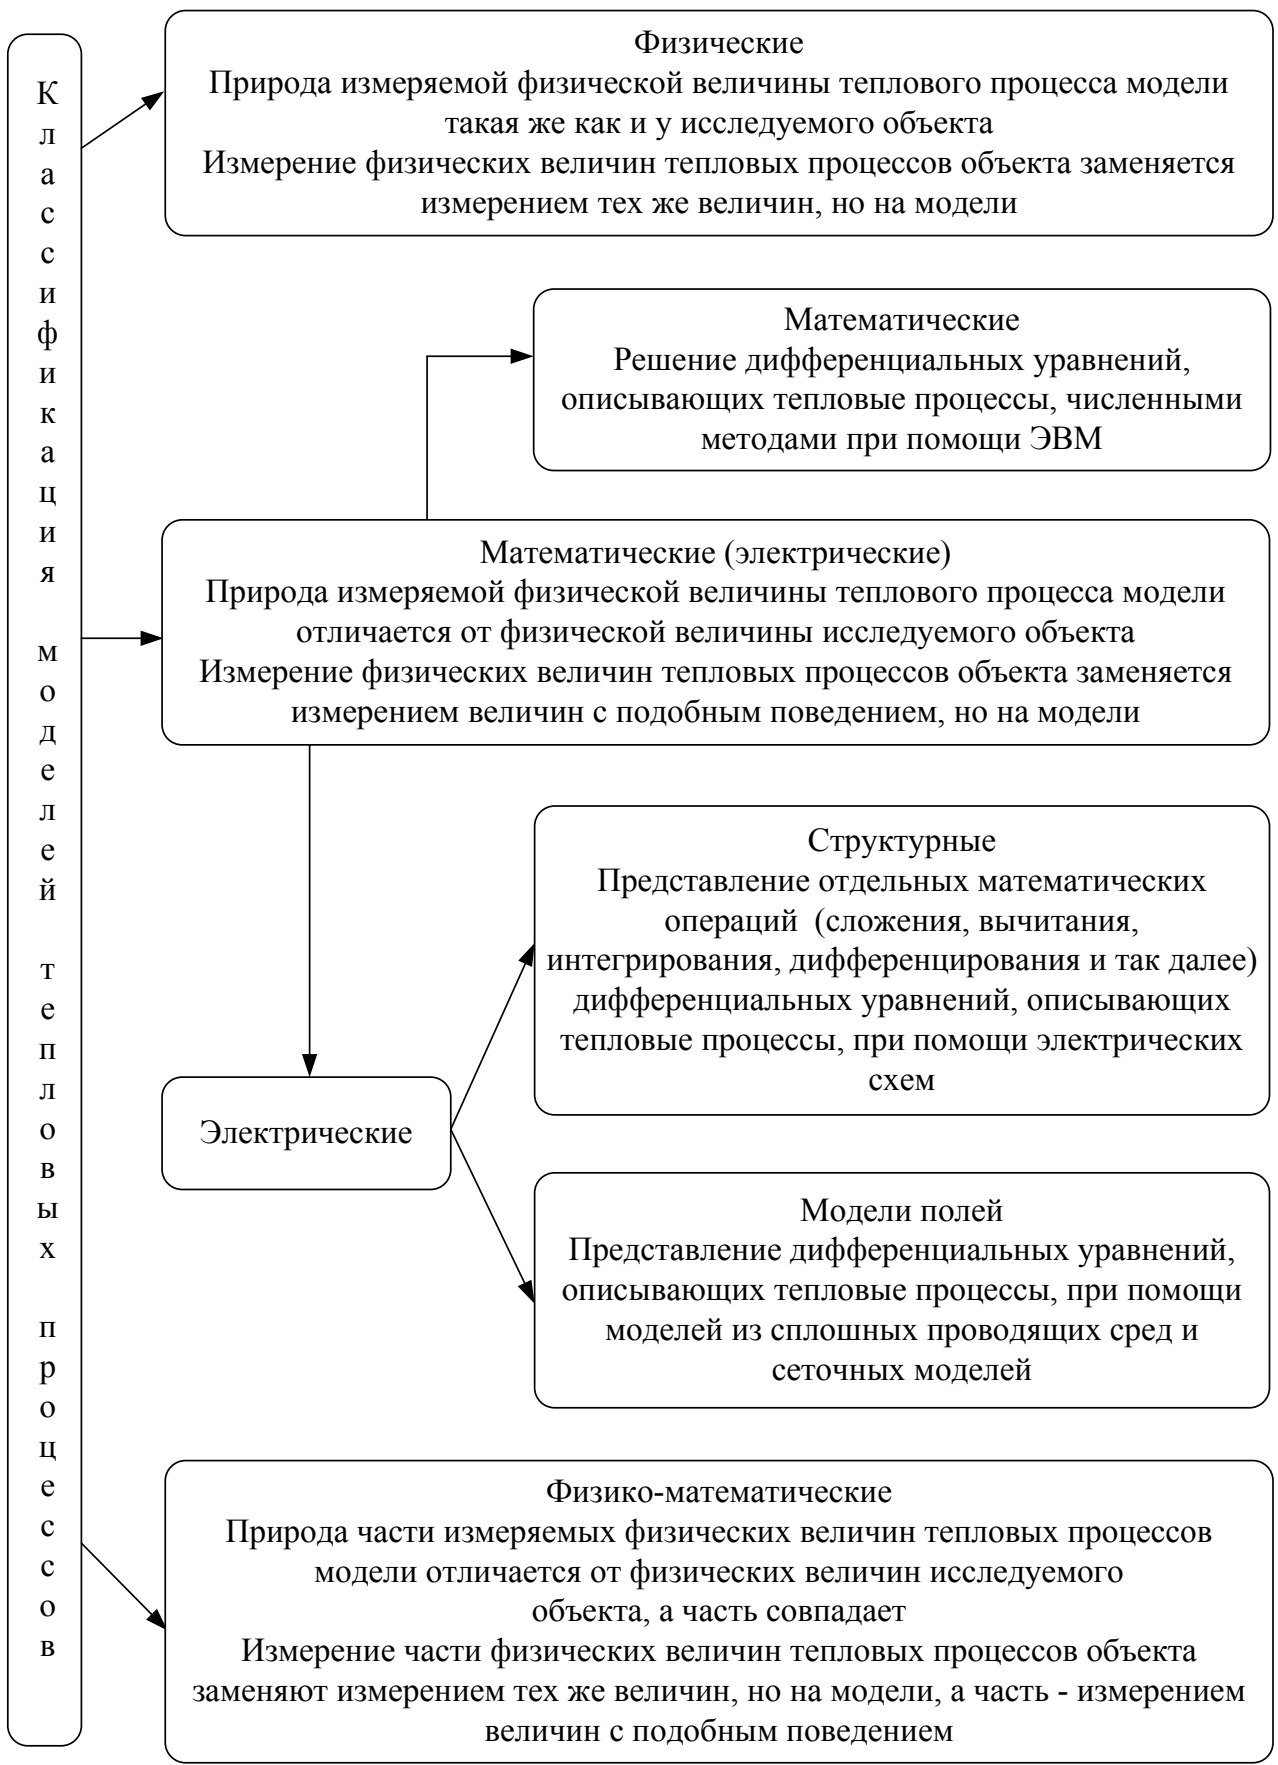 Классификация моделей тепловых процессов
Физические
Природа измеряемой физической величины теплового процесса модели
такая же как и у исследуемого объекта
Измерение физических величин тепловых процессов объекта заменяется
измерением тех же величин, но на модели
Математические
Решение дифференциальных уравнений,
описывающих тепловые процессы, численными
методами при помощи ЭВМ
Математические (электрические)
Природа измеряемой физической величины теплового процесса модели
отличается от физической величины исследуемого объекта
Измерение физических величин тепловых процессов объекта заменяется
измерением величин с подобным поведением, но на модели
Структурные
Представление отдельных математических
операций (сложения, вычитания,
интегрирования, дифференцирования и так далее)
дифференциальных уравнений, описывающих
тепловые процессы, при помощи электрических
схем
Электрические
Модели полей
Представление дифференциальных уравнений,
описывающих тепловые процессы, при помощи
моделей из сплошных проводящих сред и
сеточных моделей
Физико-математические
Природа части измеряемых физических величин тепловых процессов
модели отличается от физических величин исследуемого
объекта, а часть совпадает
Измерение части физических величин тепловых процессов объекта
заменяют измерением тех же величин, но на модели, а часть - измерением
величин с подобным поведением